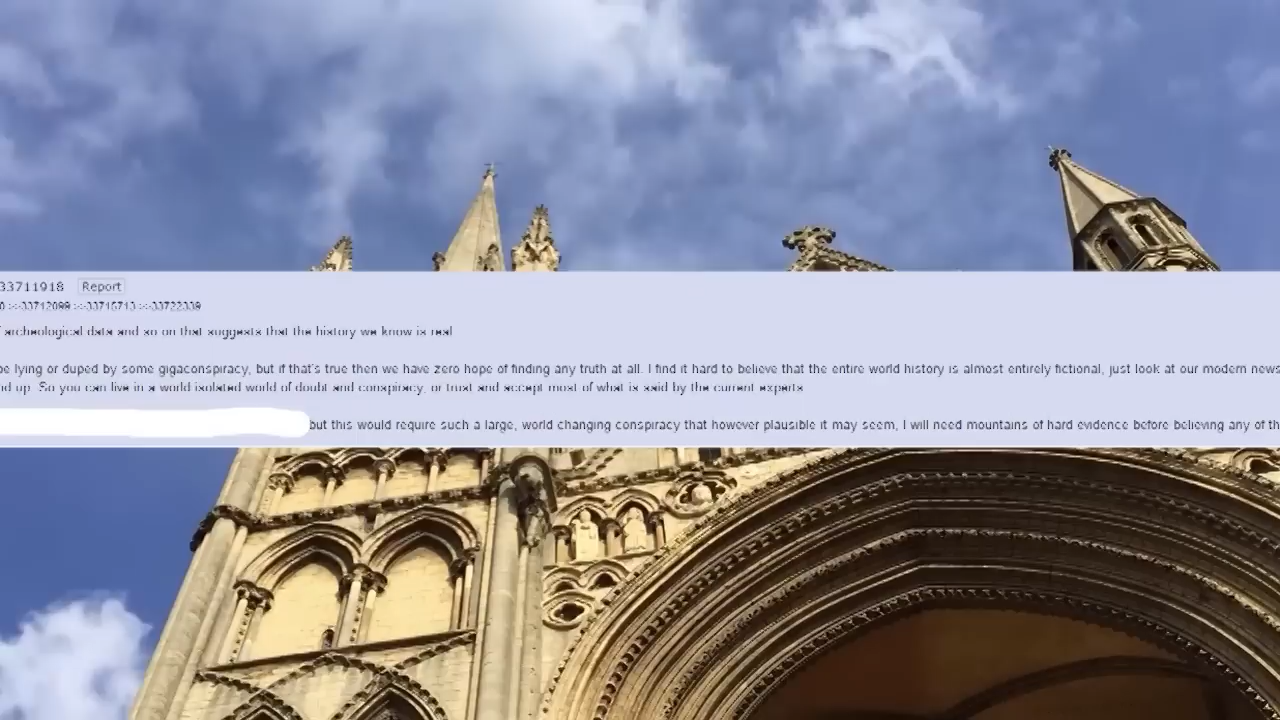 33711918 Report
>>33712099 >>33715713 >>33722339
archeological data and so on that suggests that the history we know is real
be lying or duped by some gigaconspiracy, but if that's true then we have zero hope of finding any truth at all. I find it hard to believe that the entire world history is almost entirely fictional, just look at our modern news
nd up. So you can live in a world isolated world of doubt and conspiracy, or trust and accept most of what is said by the current experts
but this would require such a large, world changing conspiracy that however plausible it may seem, I will need mountains of hard evidence before believing any of th